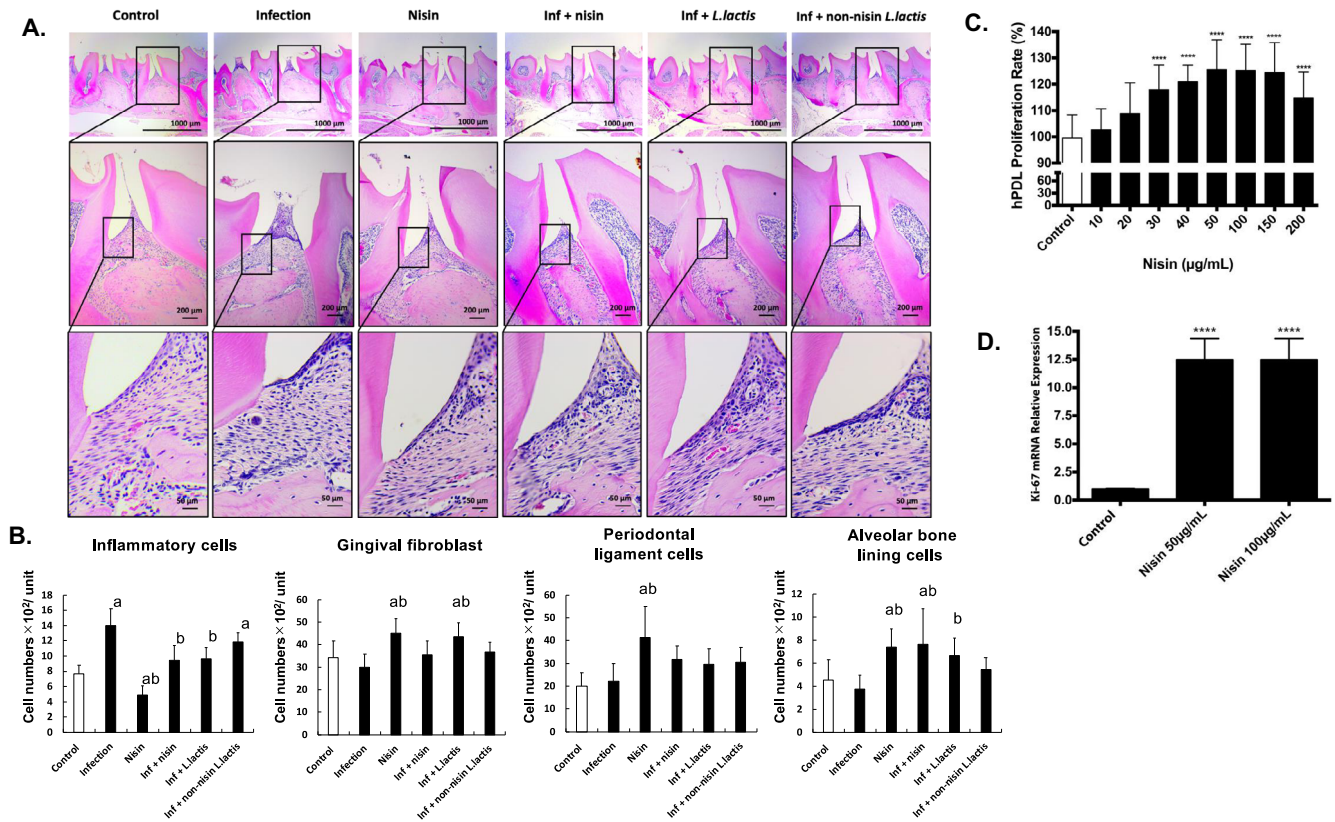 A.
Control
Infection
Nisin
Inf + nisin
Inf + L.lactis
Inf + non-nisin L.lactis
1000 µm
1000 µm
1000 µm
1000 µm
1000 µm
1000 µm
200 µm
200 µm
200 µm
200 µm
200 µm
200 µm
50 µm
50 µm
50 µm
50 µm
50 µm
50 µm
B.
Inflammatory cells
Cell numbers ×10²/ unit
18
16
14
12
10
8
6
4
2
0
a
ab
b
b
a
Control
Infection
Nisin
Inf + nisin
Inf + L.lactis
Inf + non-nisin L.lactis
Gingival fibroblast
Cell numbers ×10²/ unit
60
50
40
30
20
10
0
ab
ab
Control
Infection
Nisin
Inf + nisin
Inf + L.lactis
Inf + non-nisin L.lactis
Periodontal
ligament cells
Cell numbers ×10²/ unit
60
50
40
30
20
10
0
ab
Control
Infection
Nisin
Inf + nisin
Inf + L.lactis
Inf + non-nisin L.lactis
Alveolar bone
lining cells
Cell numbers ×10²/ unit
12
10
8
6
4
2
0
ab
ab
b
Control
Infection
Nisin
Inf + nisin
Inf + L.lactis
Inf + non-nisin L.lactis
C.
hPDL Proliferation Rate (%)
140
130
120
110
100
90
60
30
0
****
****
****
****
****
****
Control
10
20
30
40
50
100
150
200
Nisin (µg/mL)
D.
Ki-67 mRNA Relative Expression
15.0
12.5
10.0
7.5
5.0
2.5
0.0
****
****
Control
Nisin 50µg/mL
Nisin 100µg/mL